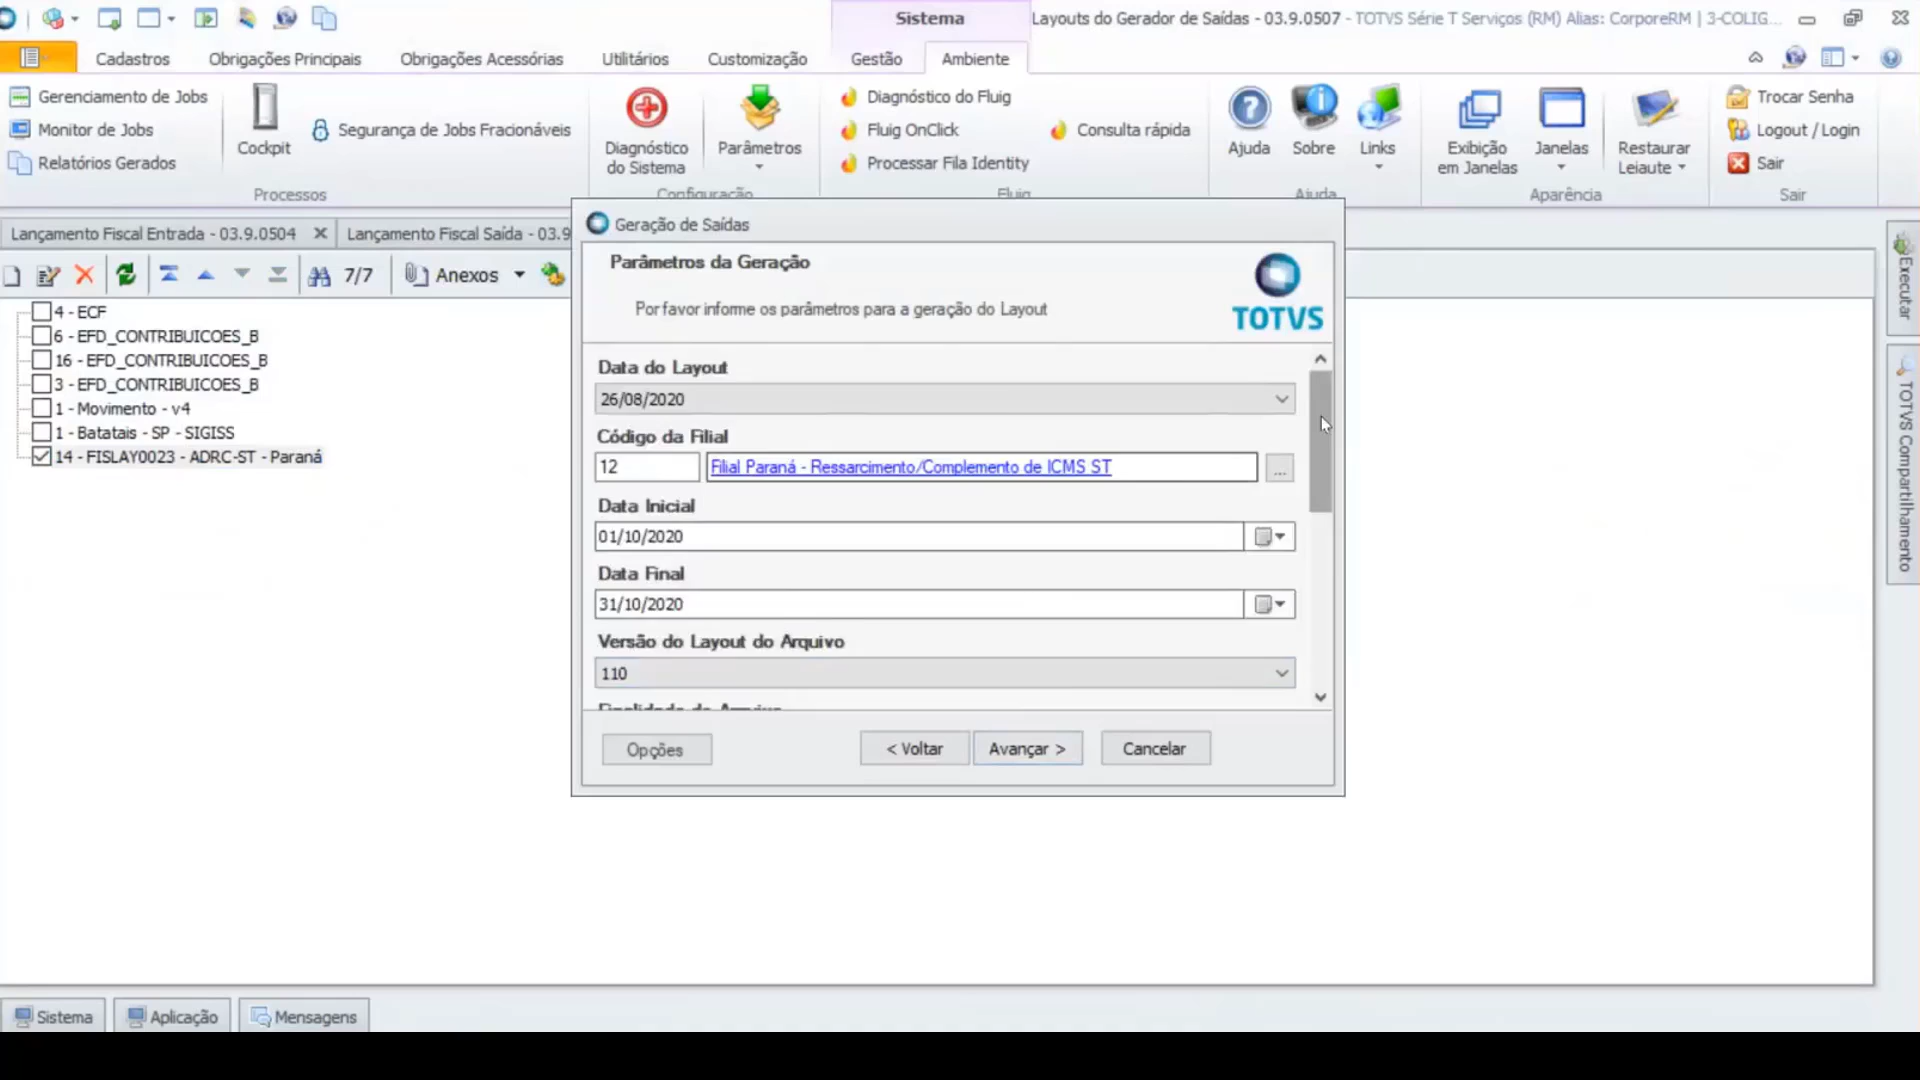 Sistema
Layouts do Gerador de Saídas - 03.9.0507 - TOTVS Série T Serviços (RM) Alias: CorporeRM | 3-COLIG...
Cadastros
Obrigações Principais
Obrigações Acessórias
Utilitários
Customização
Gestão
Ambiente
Gerenciamento de Jobs
Monitor de Jobs
Relatórios Gerados
Cockpit
Segurança de Jobs Fracionáveis
Processos
Diagnóstico
do Sistema
Parâmetros
Configuração
Diagnóstico do Fluig
Fluig OnClick
Processar Fila Identity
Consulta rápida
Fluig
Ajuda
Sobre
Links
Ajuda
Exibição
em Janelas
Janelas
Restaurar
Leiaute
Aparência
Trocar Senha
Logout / Login
Sair
Sair
Lançamento Fiscal Entrada - 03.9.0504
Lançamento Fiscal Saída - 03.9
7/7
Anexos
4 - ECF
6 - EFD_CONTRIBUICOES_B
16 - EFD_CONTRIBUICOES_B
3 - EFD_CONTRIBUICOES_B
1 - Movimento - v4
1 - Batatais - SP - SIGISS
14 - FISLAY0023 - ADRC-ST - Paraná
Geração de Saídas
Parâmetros da Geração
Por favor informe os parâmetros para a geração do Layout
TOTVS
Data do Layout
26/08/2020
Código da Filial
12
Filial Paraná - Ressarcimento/Complemento de ICMS ST
...
Data Inicial
01/10/2020
Data Final
31/10/2020
Versão do Layout do Arquivo
110
Finalidade do Arquivo
Opções
< Voltar
Avançar >
Cancelar
Executar
TOTVS Compartilhamento
Sistema
Aplicação
Mensagens